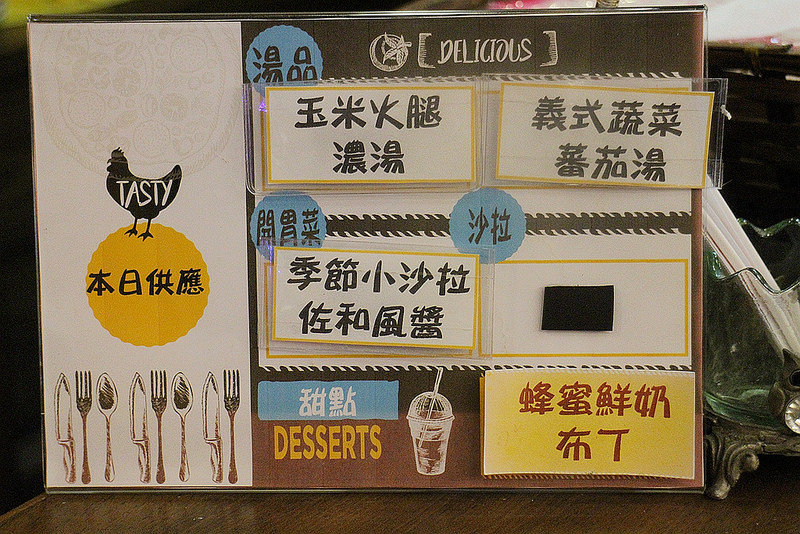 湯品
[DELICIOUS]
玉米火腿
濃湯
義式蔬菜
蕃茄湯
TASTY
本日供應
開胃菜
沙拉
季節小沙拉
佐和風醬
甜點
DESSERTS
蜂蜜鮮奶
布丁